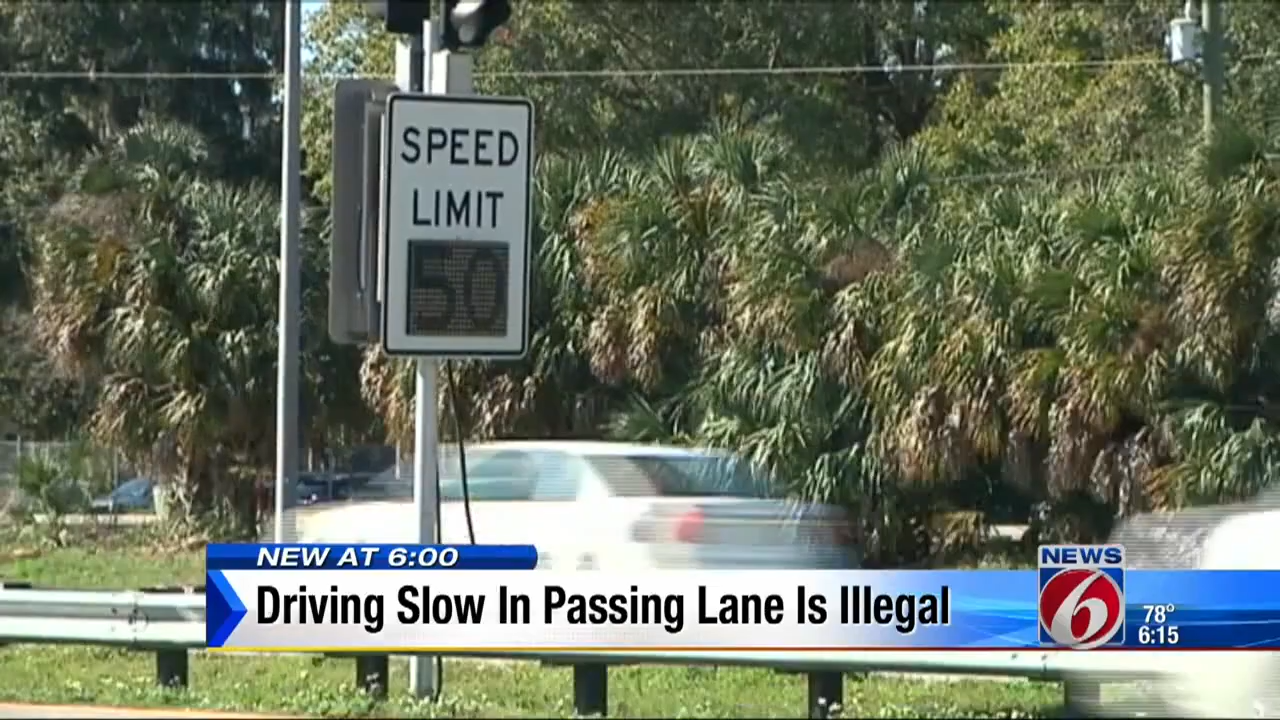 SPEED
LIMIT
50
NEW AT 6:00
Driving Slow In Passing Lane Is Illegal
NEWS
6
78°
6:15